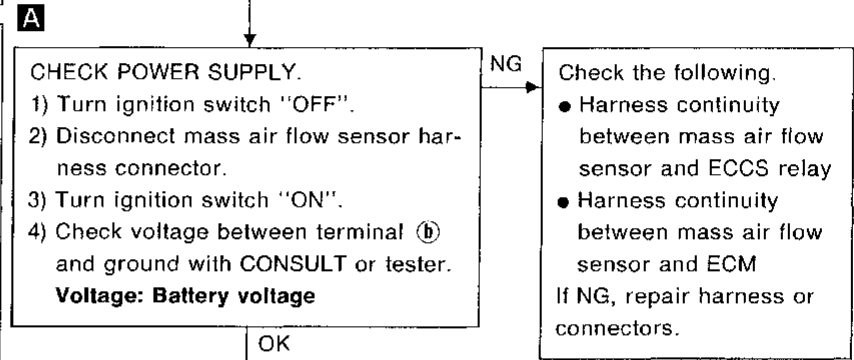 A
CHECK POWER SUPPLY.
1) Turn ignition switch "OFF".
2) Disconnect mass air flow sensor har-
ness connector.
3) Turn ignition switch "ON".
4) Check voltage between terminal ⓑ
and ground with CONSULT or tester.
Voltage: Battery voltage
NG
Check the following.
● Harness continuity
between mass air flow
sensor and ECCS relay
● Harness continuity
between mass air flow
sensor and ECM
If NG, repair harness or
connectors.
OK